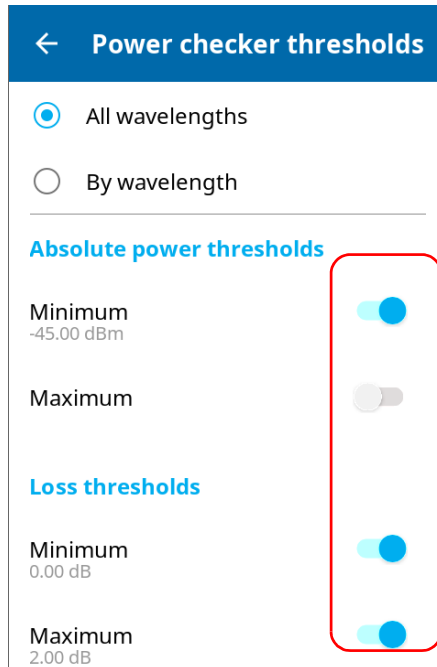 Power checker thresholds
All wavelengths
By wavelength
Absolute power thresholds
Minimum
-45.00 dBm
Maximum
Loss thresholds
Minimum
0.00 dB
Maximum
2.00 dB